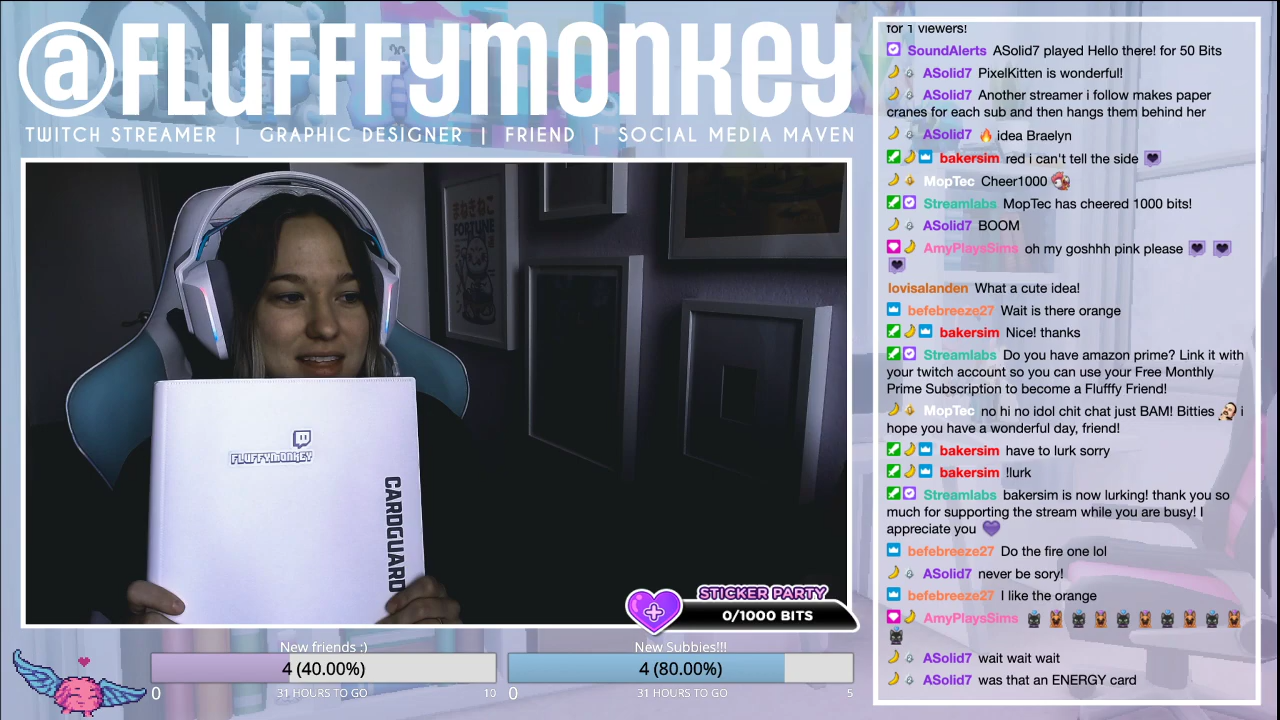 @FLUFFFYMONKEY
TWITCH STREAMER | GRAPHIC DESIGNER | FRIEND | SOCIAL MEDIA MAVEN
FORTUNE
FLUFFYMONKEY
CARDGUARD
STICKER PARTY
0/1000 BITS
New friends :)
4 (40.00%)
0
31 HOURS TO GO
10
New Subbies!!!
4 (80.00%)
0
31 HOURS TO GO
5
for 1 viewers!
SoundAlerts ASolid7 played Hello there! for 50 Bits
ASolid7 PixelKitten is wonderful!
ASolid7 Another streamer i follow makes paper
cranes for each sub and then hangs them behind her
ASolid7 idea Braelyn
bakersim red i can't tell the side
MopTec Cheer1000
Streamlabs MopTec has cheered 1000 bits!
ASolid7 BOOM
AmyPlaysSims oh my goshhh pink please
lovisalanden What a cute idea!
befebreeze27 Wait is there orange
bakersim Nice! thanks
Streamlabs Do you have amazon prime? Link it with
your twitch account so you can use your Free Monthly
Prime Subscription to become a Flufffy Friend!
MopTec no hi no idol chit chat just BAM! Bitties i
hope you have a wonderful day, friend!
bakersim have to lurk sorry
bakersim !lurk
Streamlabs bakersim is now lurking! thank you so
much for supporting the stream while you are busy! I
appreciate you
befebreeze27 Do the fire one lol
ASolid7 never be sory!
befebreeze27 I like the orange
AmyPlaysSims
ASolid7 wait wait wait
ASolid7 was that an ENERGY card